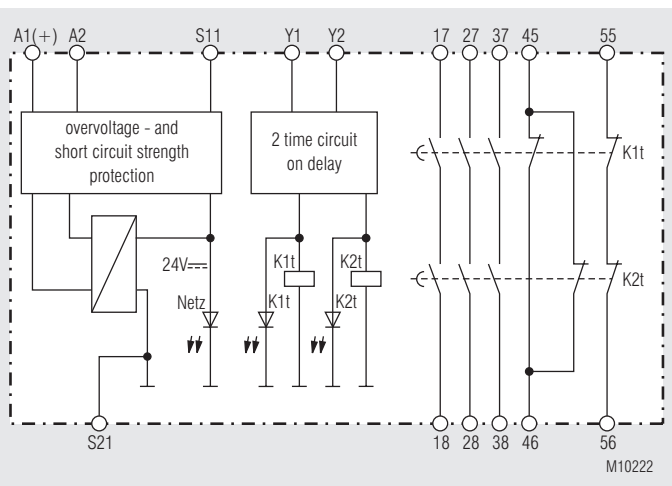 A1(+) A2 S11 Y1 Y2 17 27 37 45 55
overvoltage - and
short circuit strength
protection
2 time circuit
on delay
K1t
24V
K1t
K2t
K2t
Netz
K1t
K2t
S21
18 28 38 46 56
M10222